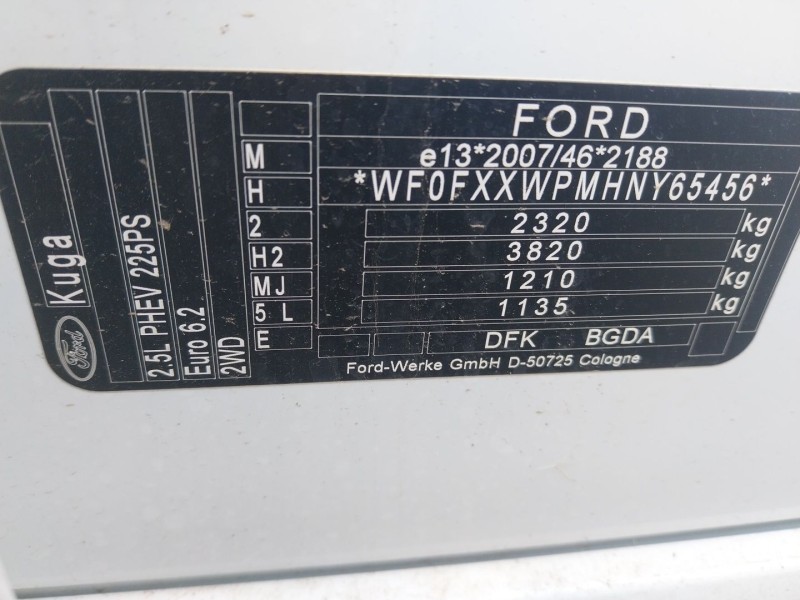 FORD
e13*2007/46*2188
*WF0FXXWPMHNY65456*
2320 kg
3820 kg
1210 kg
1135 kg
DFK BGDA
Ford-Werke GmbH D-50725 Cologne
M
H
2
H2
MJ
5 L
E
Ford
Kuga
2.5L PHEV 225PS
Euro 6.2
2WD